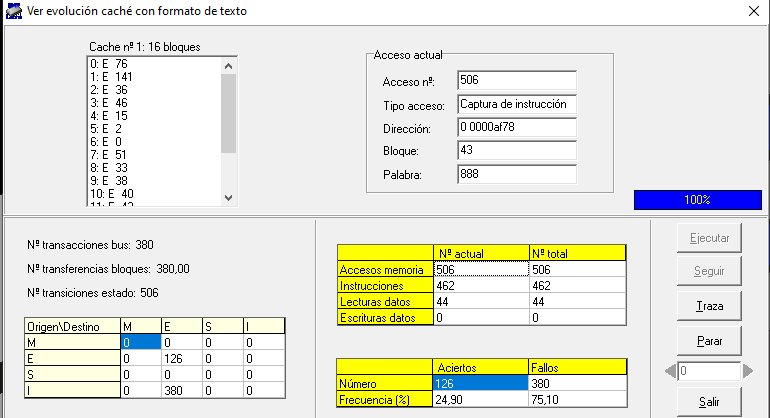 Ver evolución caché con formato de texto
Cache nº 1: 16 bloques
0: E 76
1: E 141
2: E 36
3: E 46
4: E 15
5: E 2
6: E 0
7: E 51
8: E 33
9: E 38
10: E 40
Acceso actual
Acceso nº: 506
Tipo acceso: Captura de instrucción
Dirección: 0 0000af78
Bloque: 43
Palabra: 888
100%
Nº transacciones bus: 380
Nº transferencias bloques: 380,00
Nº transiciones estado: 506
Origen\Destino M E S I
M 0 0 0 0
E 0 126 0 0
S 0 0 0 0
I 0 380 0 0
Nº actual Nº total
Accesos memoria 506 506
Instrucciones 462 462
Lecturas datos 44 44
Escrituras datos 0 0
Aciertos Fallos
Número 126 380
Frecuencia (%) 24,90 75,10
Ejecutar
Seguir
Traza
Parar
0
Salir